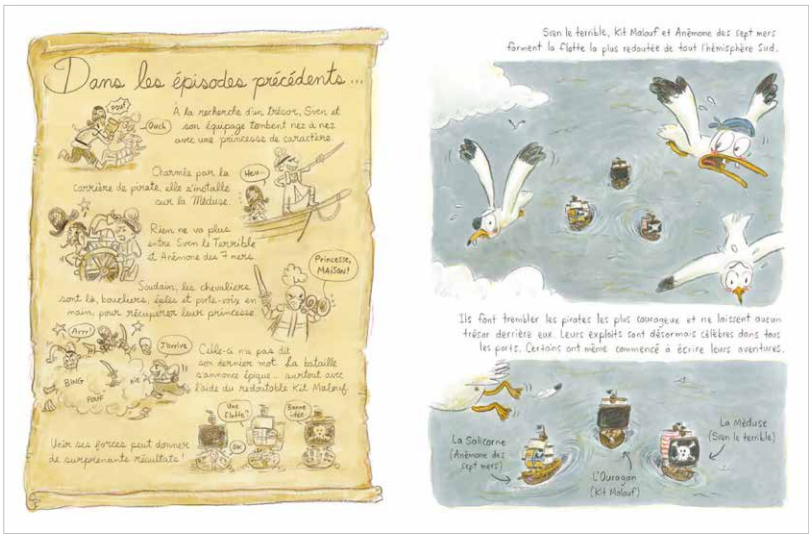 Dans les épisodes précédents...
POUF
Ouch
À la recherche d'un trésor, Sven et
son équipage tombent nez à nez
avec une princesse de caractère.
Charmée par la
carrière de pirate, elle s'installe
sur la Méduse.
Heu...
Rien ne va plus
entre Sven le Terrible
et Anémone des 7 mers.
Soudain, les chevaliers
sont là, boucliers, épées et porte-voix en
main, pour récupérer leur princesse.
Princesse,
MAISON!
Arrr!
J'arrive
BING
POUF
AÏE
Celle-ci n'a pas dit
son dernier mot. La bataille
s'annonce épique... surtout avec
l'aide du redoutable Kit Malouf.
Unir ses forces peut donner
de surprenants résultats!
Une
flotte?
Bonne
idée
Sven le terrible, Kit Malouf et Anémone des sept mers
forment la flotte la plus redoutée de tout l'hémisphère Sud.
Ils font trembler les pirates les plus courageux et ne laissent aucun
trésor derrière eux. Leurs exploits sont désormais célèbres dans tous
les ports. Certains ont même commencé à écrire leurs aventures.
La Salicorne
(Anémone des
sept mers)
L'Ouragan
(Kit Malouf)
La Méduse
(Sven le terrible)